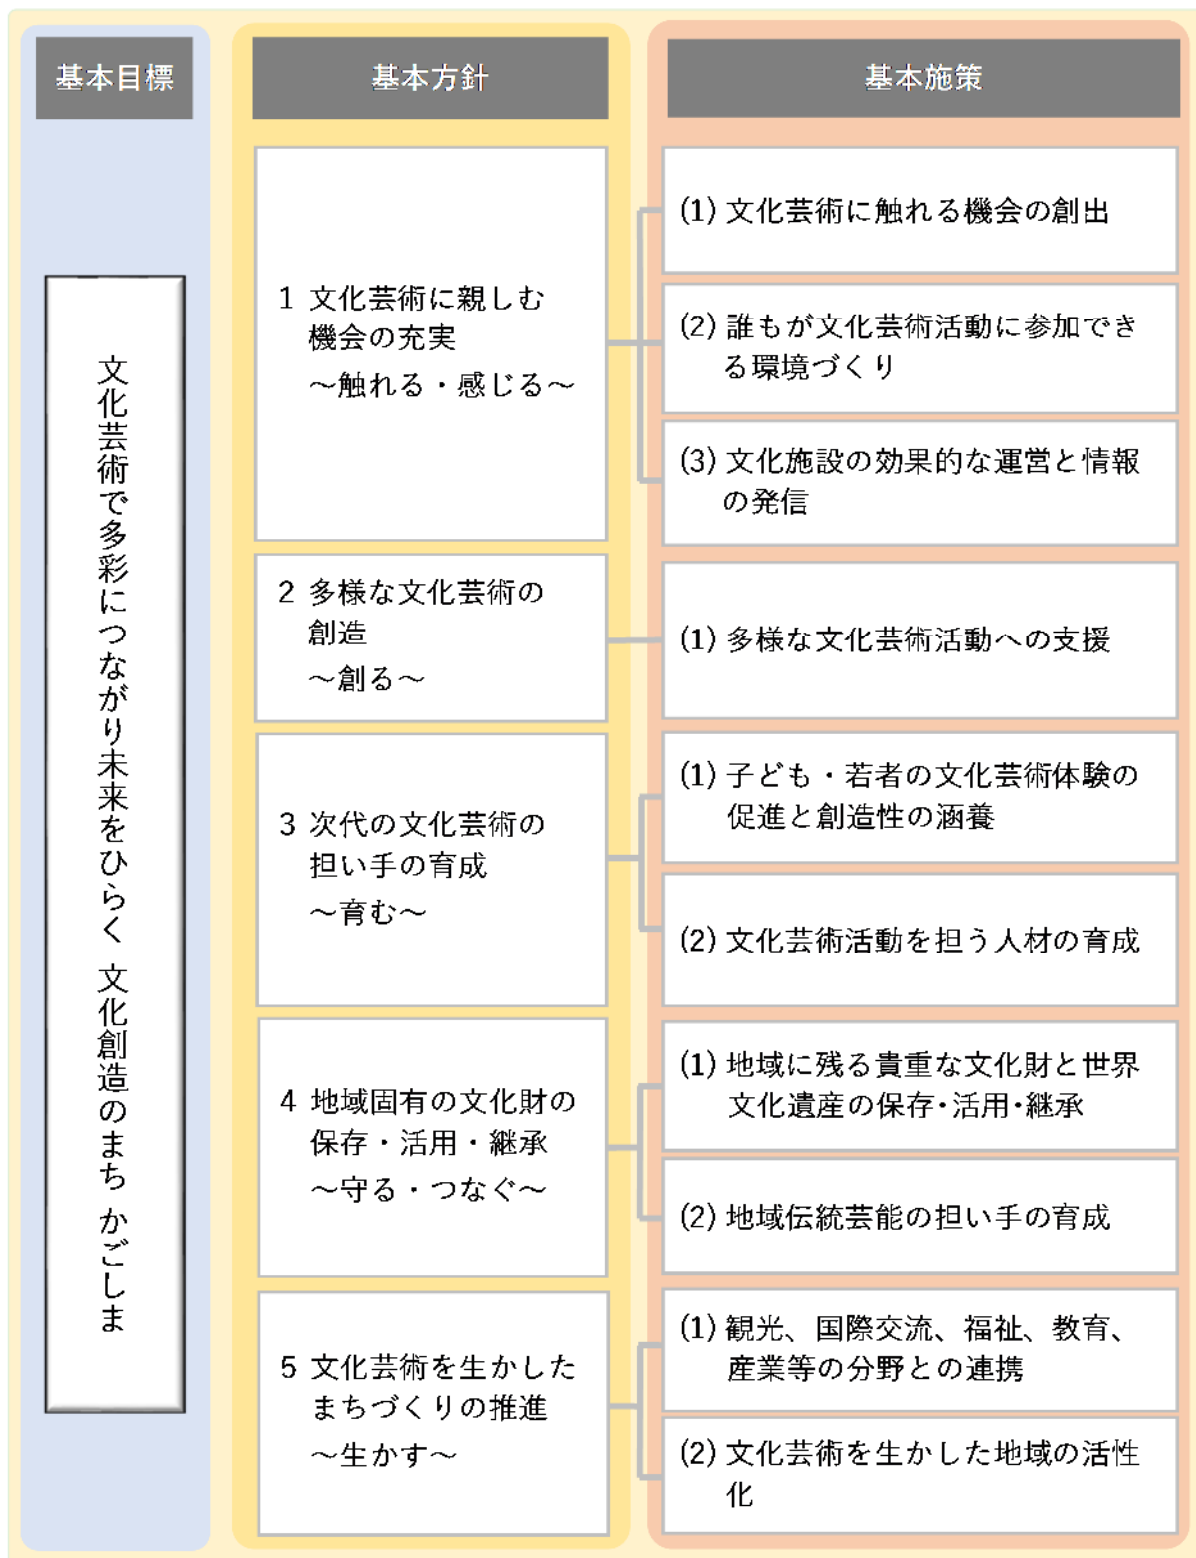 基本目標
基本方針
基本施策
文化芸術で多彩につながり未来をひらく 文化創造のまち かごしま
1 文化芸術に親しむ
機会の充実
～触れる・感じる～
(1) 文化芸術に触れる機会の創出
(2) 誰もが文化芸術活動に参加でき
る環境づくり
(3) 文化施設の効果的な運営と情報
の発信
2 多様な文化芸術の
創造
～創る～
(1) 多様な文化芸術活動への支援
3 次代の文化芸術の
担い手の育成
～育む～
(1) 子ども・若者の文化芸術体験の
促進と創造性の涵養
(2) 文化芸術活動を担う人材の育成
4 地域固有の文化財の
保存・活用・継承
～守る・つなぐ～
(1) 地域に残る貴重な文化財と世界
文化遺産の保存・活用・継承
(2) 地域伝統芸能の担い手の育成
5 文化芸術を生かした
まちづくりの推進
～生かす～
(1) 観光、国際交流、福祉、教育、
産業等の分野との連携
(2) 文化芸術を生かした地域の活性
化